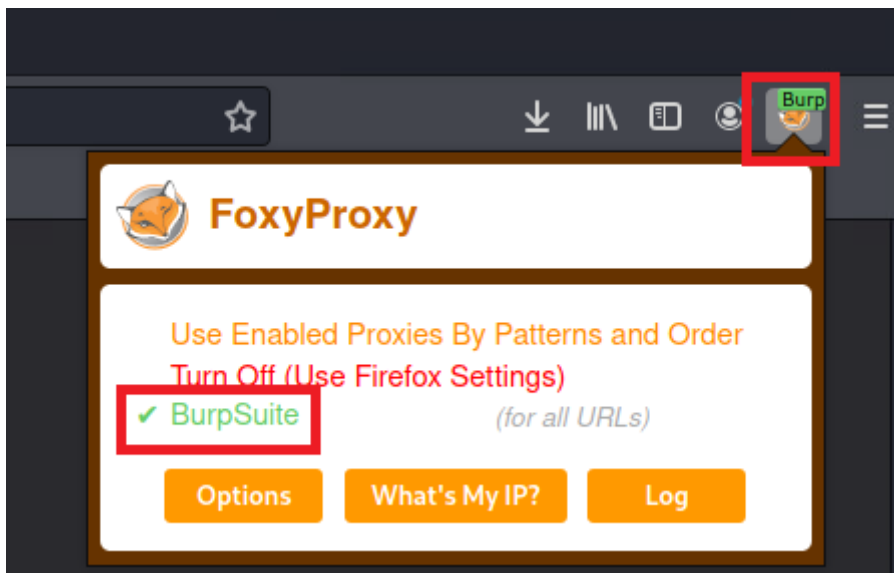 Burp
FoxyProxy
Use Enabled Proxies By Patterns and Order
Turn Off (Use Firefox Settings)
✔ BurpSuite (for all URLs)
Options What's My IP? Log